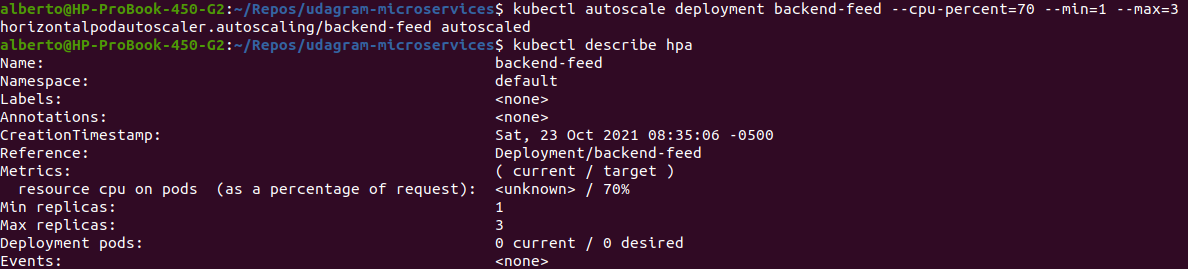 alberto@HP-ProBook-450-G2:~/Repos/udagram-microservices$ kubectl autoscale deployment backend-feed --cpu-percent=70 --min=1 --max=3
horizontalpodautoscaler.autoscaling/backend-feed autoscaled
alberto@HP-ProBook-450-G2:~/Repos/udagram-microservices$ kubectl describe hpa
Name:                                                  backend-feed
Namespace:                                             default
Labels:                                                <none>
Annotations:                                           <none>
CreationTimestamp:                                     Sat, 23 Oct 2021 08:35:06 -0500
Reference:                                             Deployment/backend-feed
Metrics:                                               ( current / target )
  resource cpu on pods  (as a percentage of request):  <unknown> / 70%
Min replicas:                                          1
Max replicas:                                          3
Deployment pods:                                       0 current / 0 desired
Events:                                                <none>